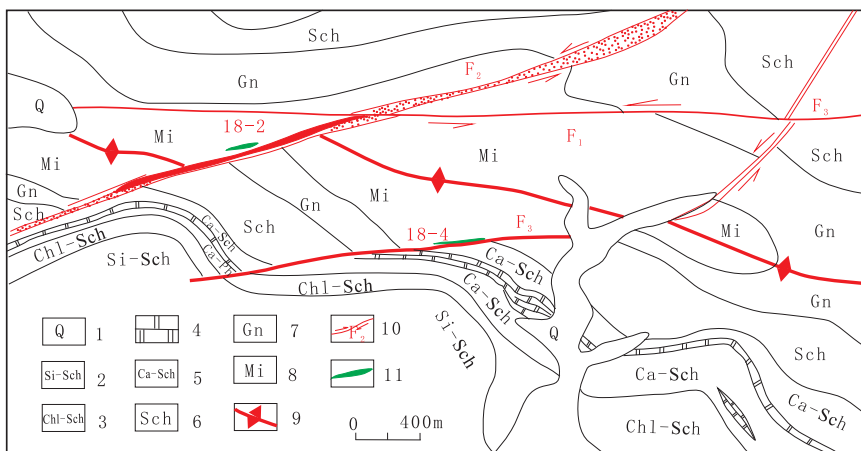 Sch
Sch
Gn
F2
Gn
Q
F3
18-2
Mi
F1
Sch
Mi
Mi
Mi
Gn
Sch
Ca-Sch
Sch
Gn
18-4
F3
Mi
Gn
Chl-Sch
Si-Sch
Ca-Sch
Chl-Sch
Ca-Sch
Gn
Si-Sch
Q
Sch
Ca-Sch
Ca-Sch
Chl-Sch
Q 1
4
Gn 7
F2 10
Si-Sch 2
Ca-Sch 5
Mi 8
11
Chl-Sch 3
Sch 6
9
0 400m